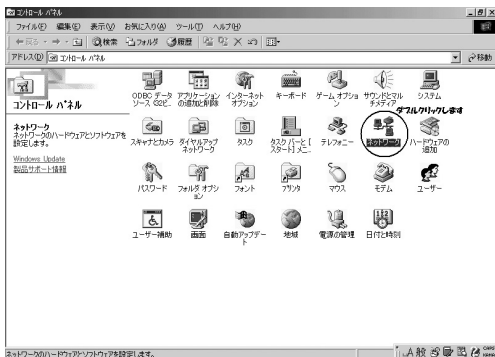 コントロール パネル
ファイル(F) 編集(E) 表示(V) お気に入り(A) ツール(T) ヘルプ(H)
戻る 検索 フォルダ 履歴
アドレス(D) コントロール パネル 移動
コントロール パネル
ネットワーク
ネットワークのハードウェアとソフトウェアを
設定します。
Windows Update
製品サポート情報
ODBC データ
ソース (32ビ...
アプリケーション
の追加と削除
インターネット
オプション
キーボード
ゲーム オプション
サウンドとマル
チメディア
システム
ダブルクリックします
スキャナとカメラ
ダイヤルアップ
ネットワーク
タスク
タスク バーと [
スタート] メニ...
テレフォニー
ネットワーク
ハードウェアの
追加
パスワード
フォルダ オプシ
ョン
フォント
プリンタ
マウス
モデム
ユーザー
ユーザー補助
画面
自動アップデー
ト
地域
電源の管理
日付と時刻
ネットワークのハードウェアとソフトウェアを設定します。
A 般
CAPS
KANA